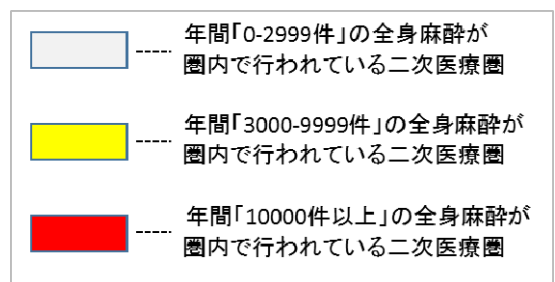 年間｢0-2999件｣の全身麻酔が
圏内で行われている二次医療圏
年間｢3000-9999件｣の全身麻酔が
圏内で行われている二次医療圏
年間｢10000件以上｣の全身麻酔が
圏内で行われている二次医療圏